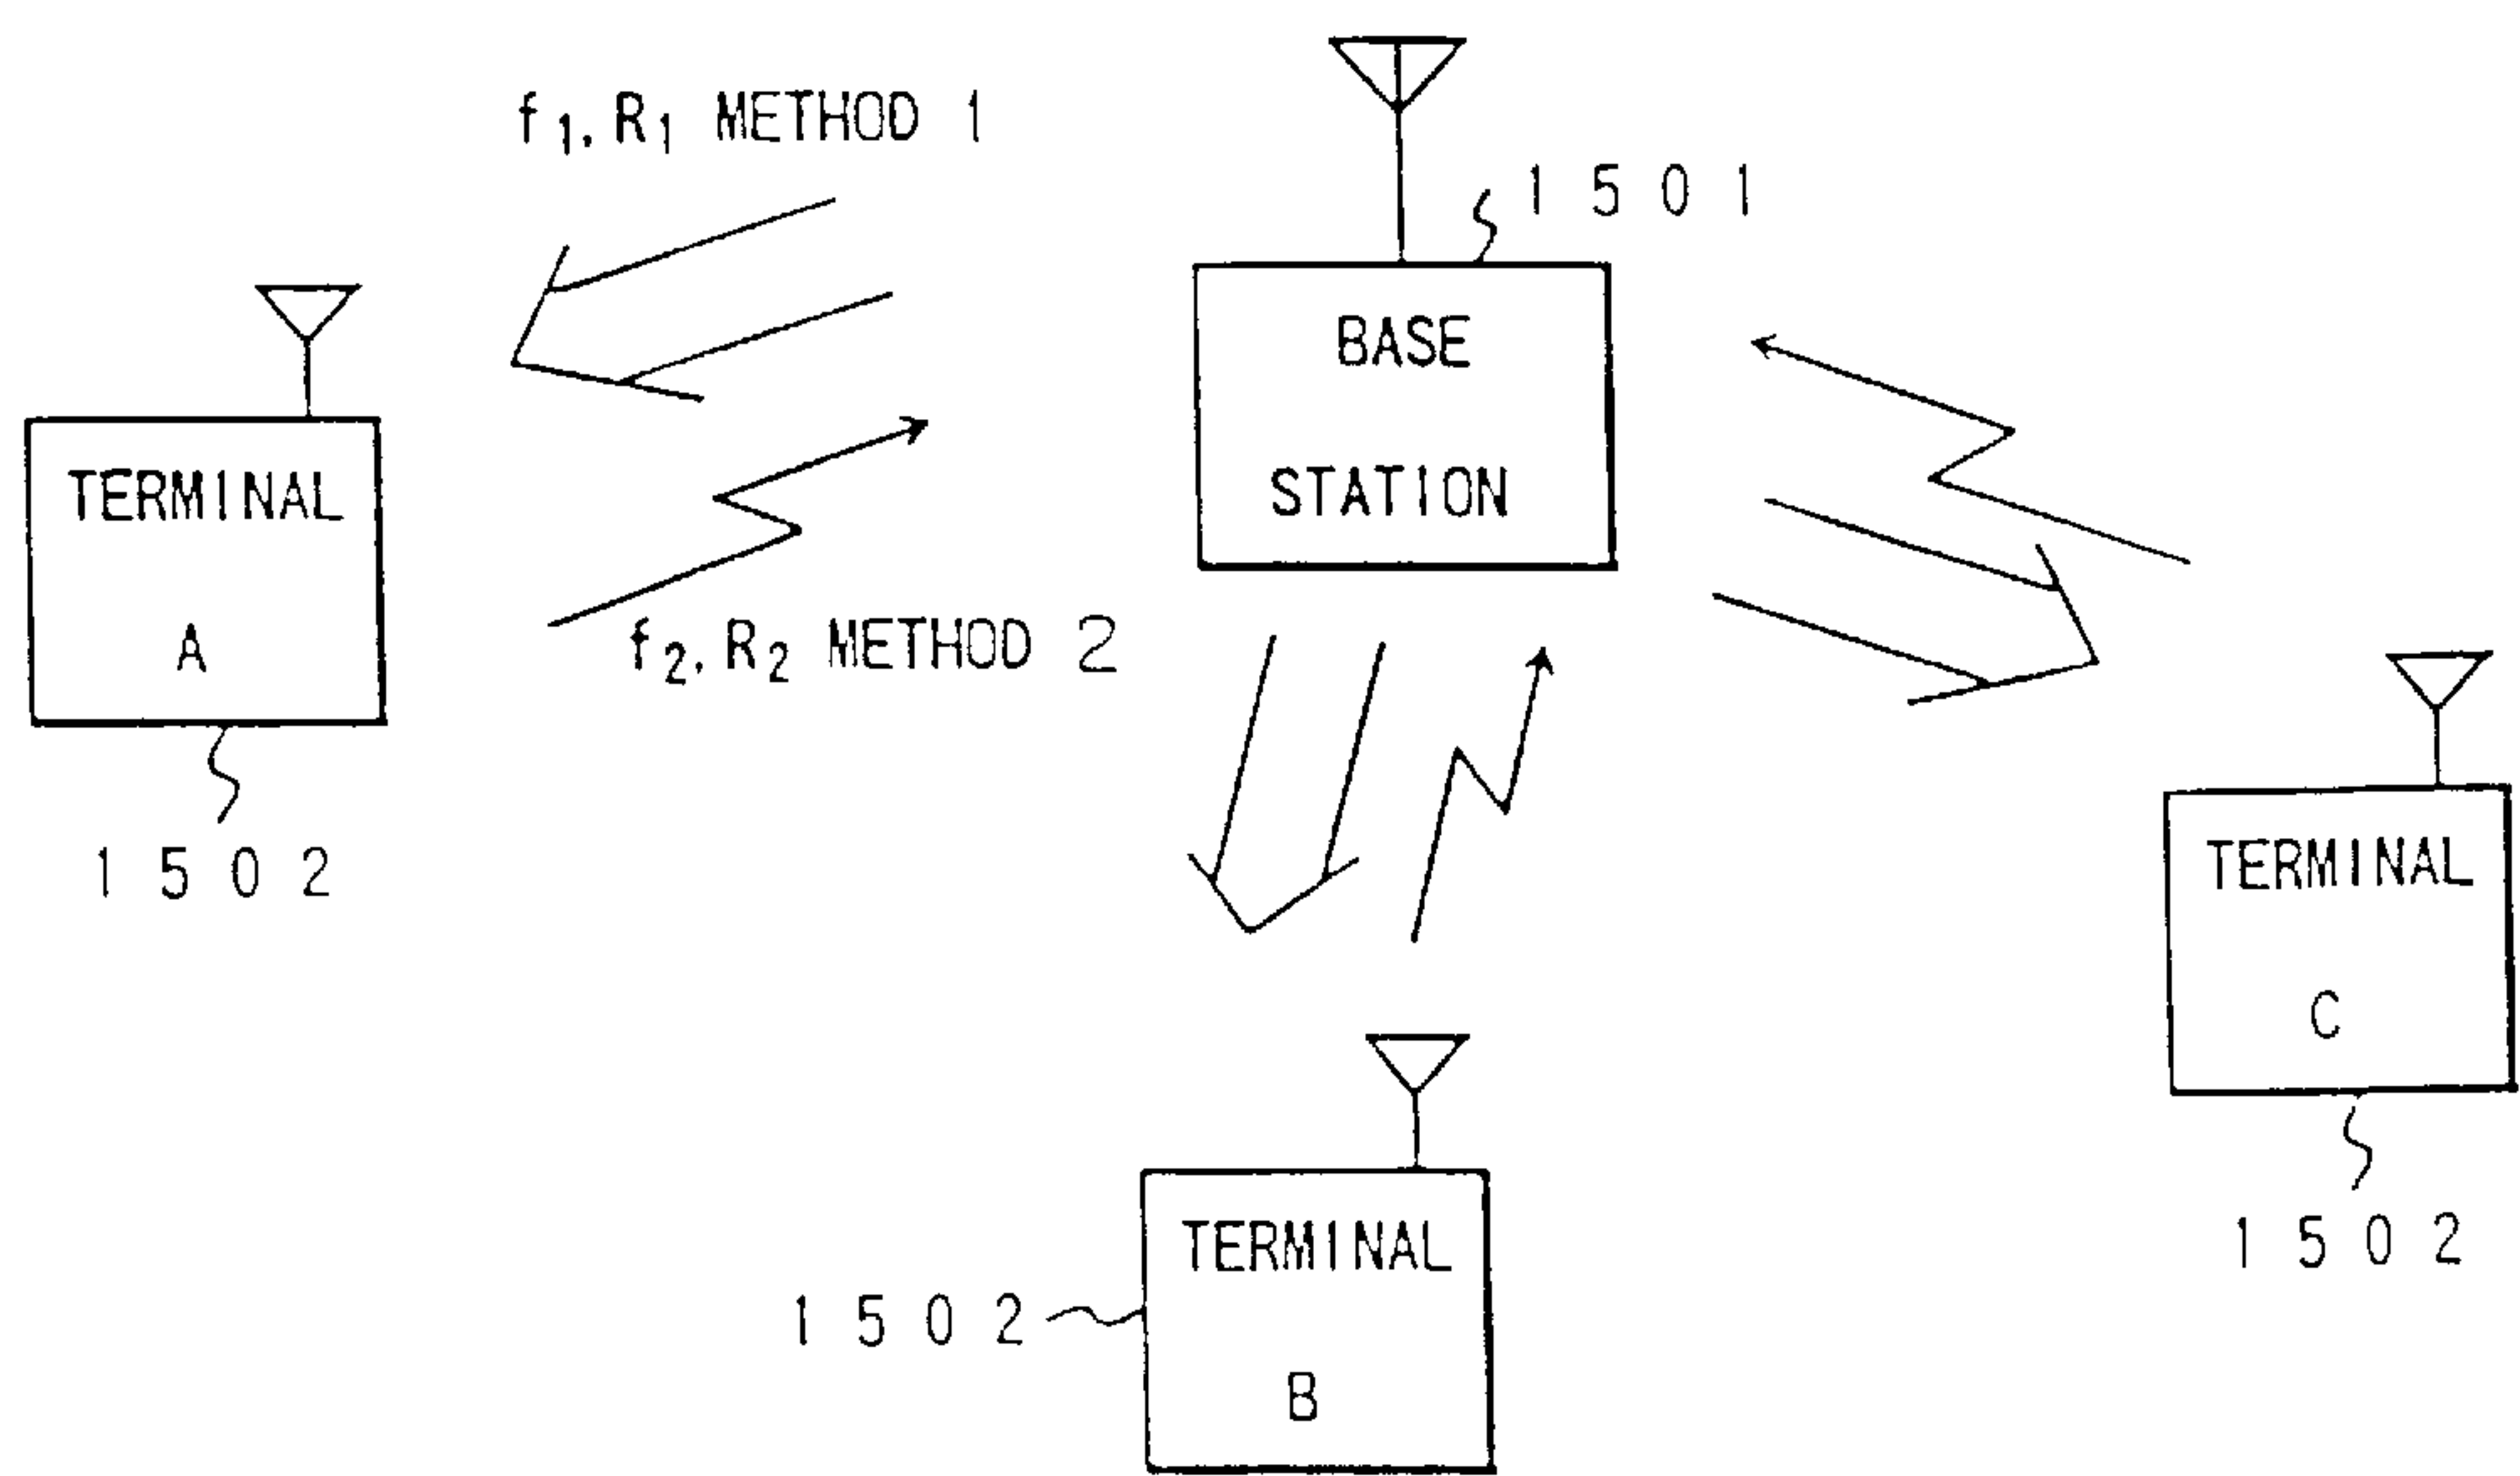 f₁, R₁ METHOD 1
1501
BASE
STATION
TERMINAL
A
f₂, R₂ METHOD 2
1502
TERMINAL
C
1502
TERMINAL
B
1502